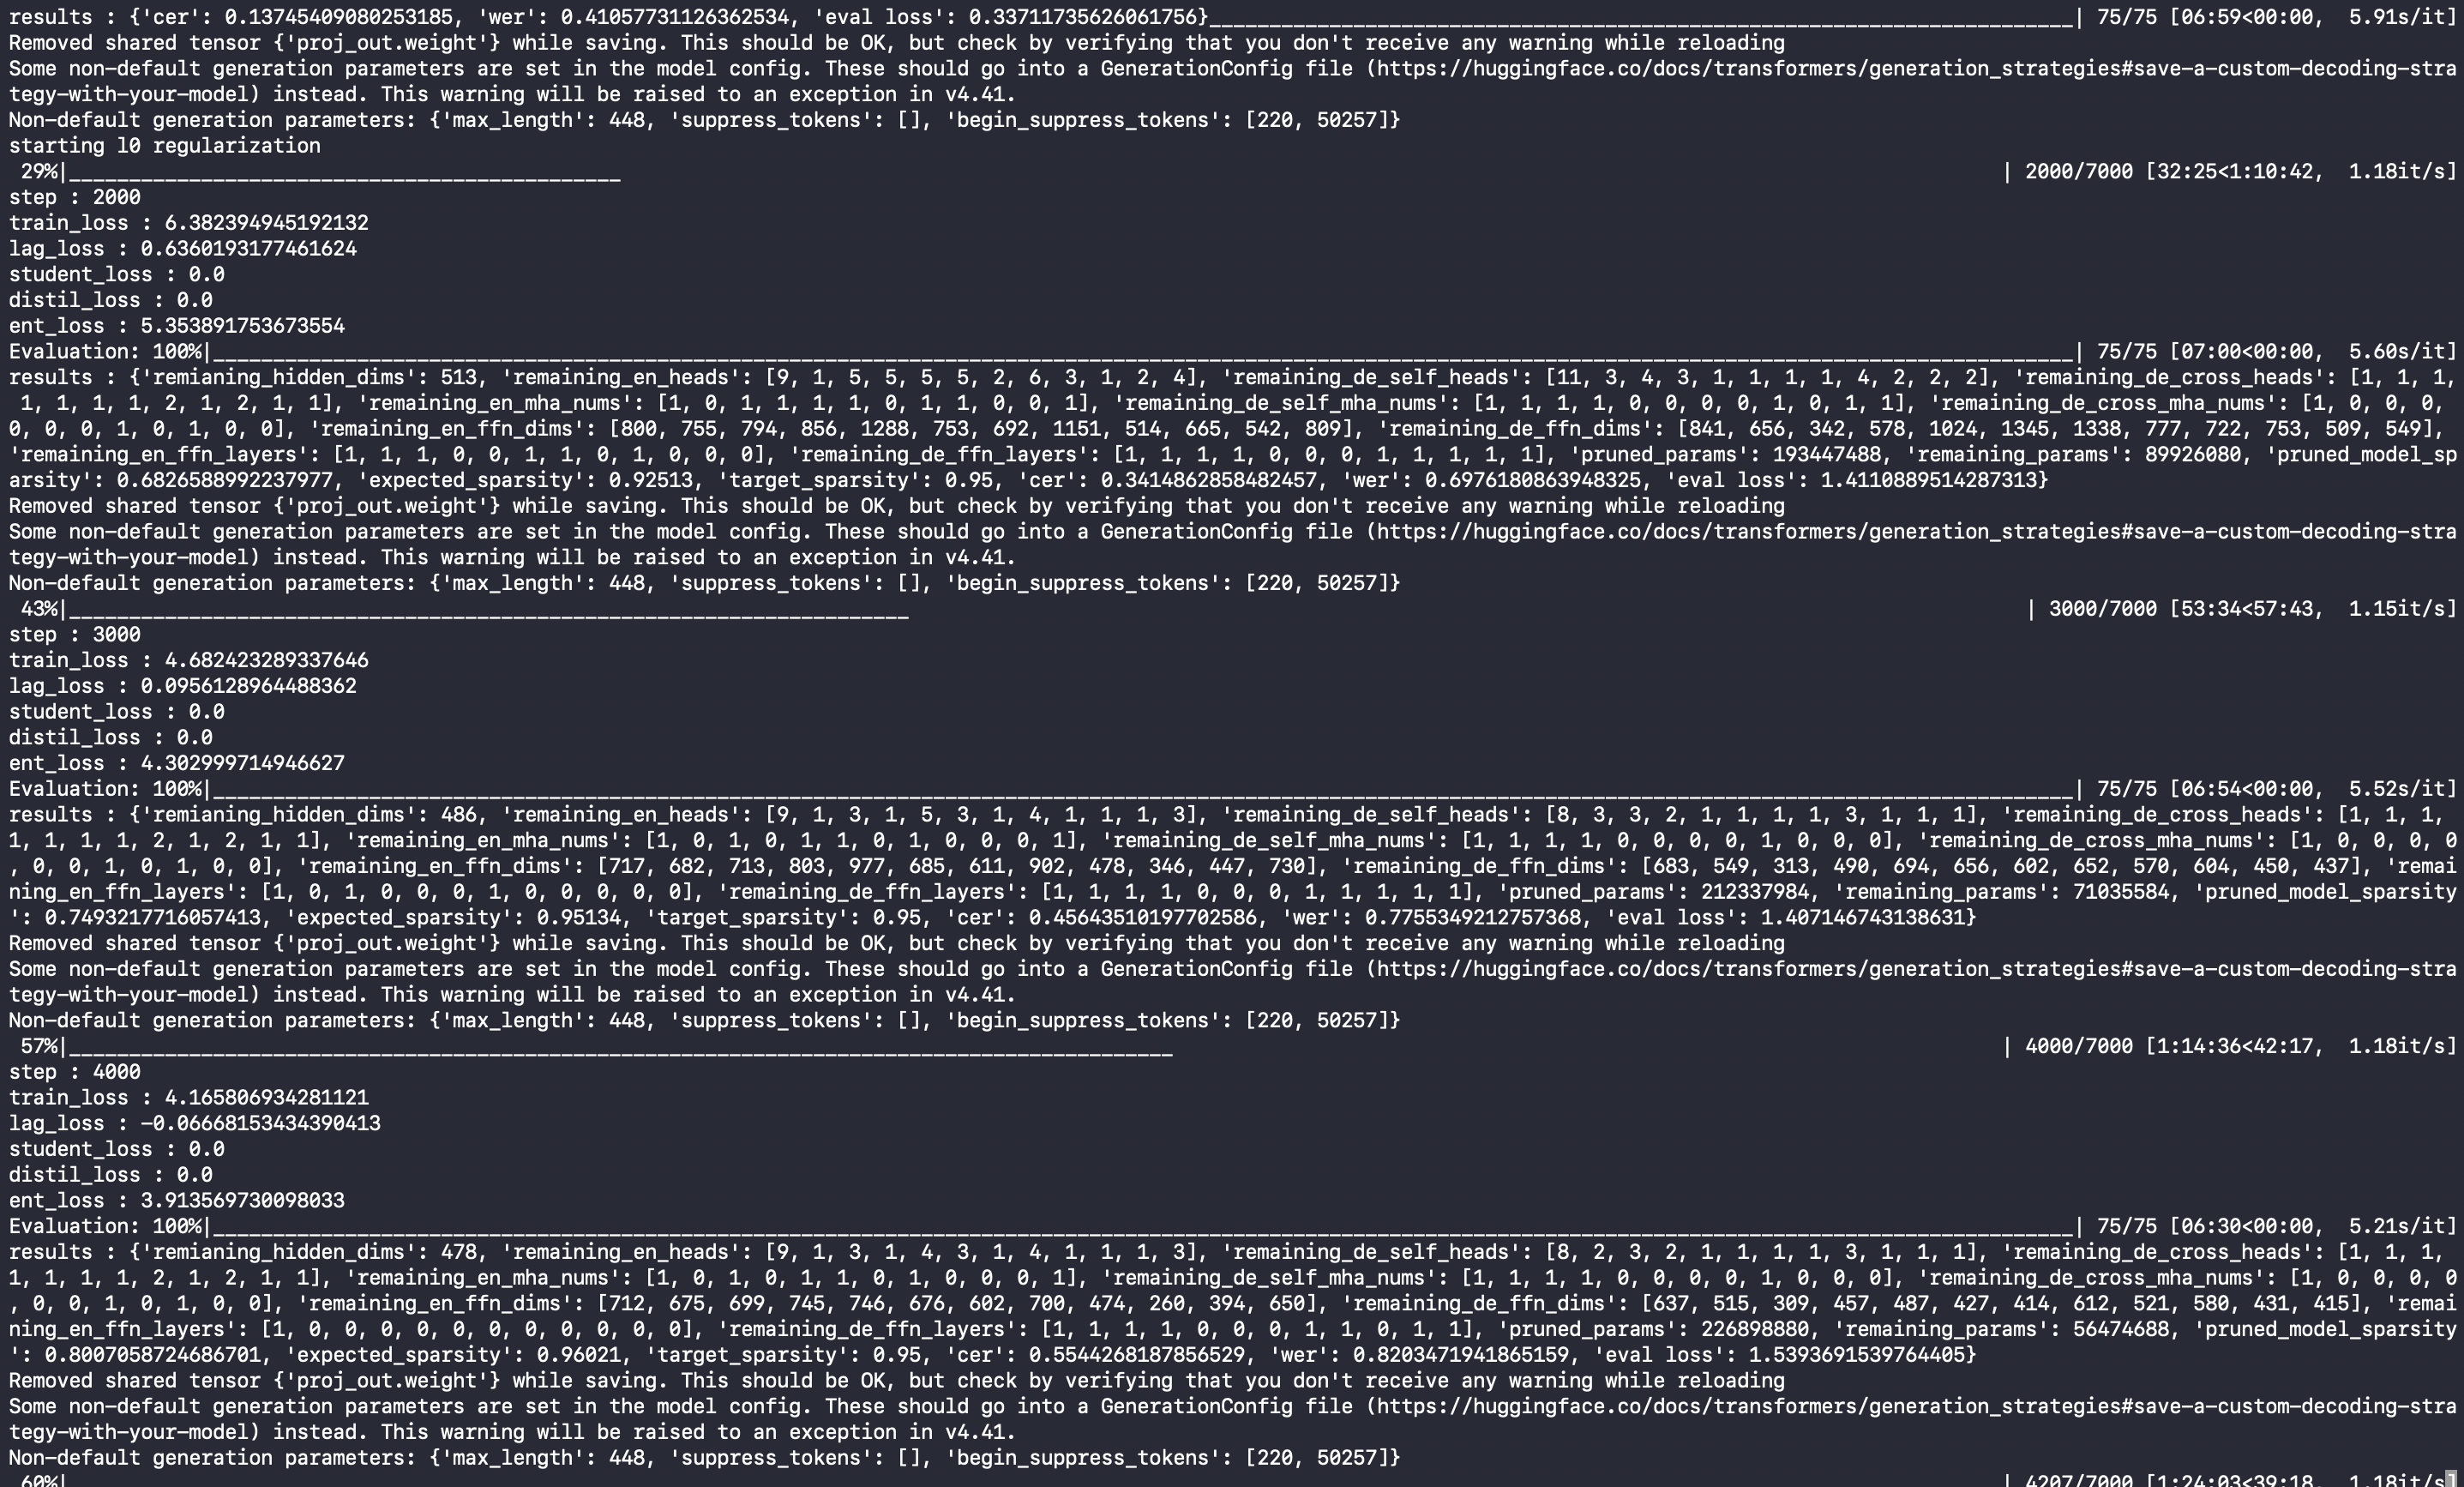 results : {'cer': 0.13745409080253185, 'wer': 0.41057731126362534, 'eval loss': 0.33711735626061756}________| 75/75 [06:59<00:00,  5.91s/it]
Removed shared tensor {'proj_out.weight'} while saving. This should be OK, but check by verifying that you don't receive any warning while reloading
Some non-default generation parameters are set in the model config. These should go into a GenerationConfig file (https://huggingface.co/docs/transformers/generation_strategies#save-a-custom-decoding-stra
tegy-with-your-model) instead. This warning will be raised to an exception in v4.41.
Non-default generation parameters: {'max_length': 448, 'suppress_tokens': [], 'begin_suppress_tokens': [220, 50257]}
starting l0 regularization
29%|________| 2000/7000 [32:25<1:10:42,  1.18it/s]
step : 2000
train_loss : 6.382394945192132
lag_loss : 0.6360193177461624
student_loss : 0.0
distil_loss : 0.0
ent_loss : 5.353891753673554
Evaluation: 100%|________| 75/75 [07:00<00:00,  5.60s/it]
results : {'remianing_hidden_dims': 513, 'remaining_en_heads': [9, 1, 5, 5, 5, 5, 2, 6, 3, 1, 2, 4], 'remaining_de_self_heads': [11, 3, 4, 3, 1, 1, 1, 1, 4, 2, 2, 2], 'remaining_de_cross_heads': [1, 1, 1,
1, 1, 1, 1, 2, 1, 2, 1, 1], 'remaining_en_mha_nums': [1, 0, 1, 1, 1, 1, 0, 1, 1, 0, 0, 1], 'remaining_de_self_mha_nums': [1, 1, 1, 1, 0, 0, 0, 0, 1, 0, 1, 1], 'remaining_de_cross_mha_nums': [1, 0, 0, 0,
0, 0, 0, 1, 0, 1, 0, 0], 'remaining_en_ffn_dims': [800, 755, 794, 856, 1288, 753, 692, 1151, 514, 665, 542, 809], 'remaining_de_ffn_dims': [841, 656, 342, 578, 1024, 1345, 1338, 777, 722, 753, 509, 549],
'remaining_en_ffn_layers': [1, 1, 1, 0, 0, 1, 1, 0, 1, 0, 0, 0], 'remaining_de_ffn_layers': [1, 1, 1, 1, 0, 0, 0, 1, 1, 1, 1, 1], 'pruned_params': 193447488, 'remaining_params': 89926080, 'pruned_model_sp
arsity': 0.6826588992237977, 'expected_sparsity': 0.92513, 'target_sparsity': 0.95, 'cer': 0.3414862858482457, 'wer': 0.6976180863948325, 'eval loss': 1.4110889514287313}
Removed shared tensor {'proj_out.weight'} while saving. This should be OK, but check by verifying that you don't receive any warning while reloading
Some non-default generation parameters are set in the model config. These should go into a GenerationConfig file (https://huggingface.co/docs/transformers/generation_strategies#save-a-custom-decoding-stra
tegy-with-your-model) instead. This warning will be raised to an exception in v4.41.
Non-default generation parameters: {'max_length': 448, 'suppress_tokens': [], 'begin_suppress_tokens': [220, 50257]}
43%|________| 3000/7000 [53:34<57:43,  1.15it/s]
step : 3000
train_loss : 4.682423289337646
lag_loss : 0.0956128964488362
student_loss : 0.0
distil_loss : 0.0
ent_loss : 4.302999714946627
Evaluation: 100%|________| 75/75 [06:54<00:00,  5.52s/it]
results : {'remianing_hidden_dims': 486, 'remaining_en_heads': [9, 1, 3, 1, 5, 3, 1, 4, 1, 1, 1, 3], 'remaining_de_self_heads': [8, 3, 3, 2, 1, 1, 1, 1, 3, 1, 1, 1], 'remaining_de_cross_heads': [1, 1, 1,
1, 1, 1, 1, 2, 1, 2, 1, 1], 'remaining_en_mha_nums': [1, 0, 1, 0, 1, 1, 0, 1, 0, 0, 0, 1], 'remaining_de_self_mha_nums': [1, 1, 1, 1, 0, 0, 0, 0, 1, 0, 0, 0], 'remaining_de_cross_mha_nums': [1, 0, 0, 0, 0
, 0, 0, 1, 0, 1, 0, 0], 'remaining_en_ffn_dims': [717, 682, 713, 803, 977, 685, 611, 902, 478, 346, 447, 730], 'remaining_de_ffn_dims': [683, 549, 313, 490, 694, 656, 602, 652, 570, 604, 450, 437], 'remai
ning_en_ffn_layers': [1, 0, 1, 0, 0, 0, 1, 0, 0, 0, 0, 0], 'remaining_de_ffn_layers': [1, 1, 1, 1, 0, 0, 0, 1, 1, 1, 1, 1], 'pruned_params': 212337984, 'remaining_params': 71035584, 'pruned_model_sparsity
': 0.7493217716057413, 'expected_sparsity': 0.95134, 'target_sparsity': 0.95, 'cer': 0.45643510197702586, 'wer': 0.7755349212757368, 'eval loss': 1.407146743138631}
Removed shared tensor {'proj_out.weight'} while saving. This should be OK, but check by verifying that you don't receive any warning while reloading
Some non-default generation parameters are set in the model config. These should go into a GenerationConfig file (https://huggingface.co/docs/transformers/generation_strategies#save-a-custom-decoding-stra
tegy-with-your-model) instead. This warning will be raised to an exception in v4.41.
Non-default generation parameters: {'max_length': 448, 'suppress_tokens': [], 'begin_suppress_tokens': [220, 50257]}
57%|________| 4000/7000 [1:14:36<42:17,  1.18it/s]
step : 4000
train_loss : 4.165806934281121
lag_loss : -0.06668153434390413
student_loss : 0.0
distil_loss : 0.0
ent_loss : 3.913569730098033
Evaluation: 100%|________| 75/75 [06:30<00:00,  5.21s/it]
results : {'remianing_hidden_dims': 478, 'remaining_en_heads': [9, 1, 3, 1, 4, 3, 1, 4, 1, 1, 1, 3], 'remaining_de_self_heads': [8, 2, 3, 2, 1, 1, 1, 1, 3, 1, 1, 1], 'remaining_de_cross_heads': [1, 1, 1,
1, 1, 1, 1, 2, 1, 2, 1, 1], 'remaining_en_mha_nums': [1, 0, 1, 0, 1, 1, 0, 1, 0, 0, 0, 1], 'remaining_de_self_mha_nums': [1, 1, 1, 1, 0, 0, 0, 0, 1, 0, 0, 0], 'remaining_de_cross_mha_nums': [1, 0, 0, 0, 0
, 0, 0, 1, 0, 1, 0, 0], 'remaining_en_ffn_dims': [712, 675, 699, 745, 746, 676, 602, 700, 474, 260, 394, 650], 'remaining_de_ffn_dims': [637, 515, 309, 457, 487, 427, 414, 612, 521, 580, 431, 415], 'remai
ning_en_ffn_layers': [1, 0, 0, 0, 0, 0, 0, 0, 0, 0, 0, 0], 'remaining_de_ffn_layers': [1, 1, 1, 1, 0, 0, 0, 1, 1, 0, 1, 1], 'pruned_params': 226898880, 'remaining_params': 56474688, 'pruned_model_sparsity
': 0.8007058724686701, 'expected_sparsity': 0.96021, 'target_sparsity': 0.95, 'cer': 0.5544268187856529, 'wer': 0.8203471941865159, 'eval loss': 1.5393691539764405}
Removed shared tensor {'proj_out.weight'} while saving. This should be OK, but check by verifying that you don't receive any warning while reloading
Some non-default generation parameters are set in the model config. These should go into a GenerationConfig file (https://huggingface.co/docs/transformers/generation_strategies#save-a-custom-decoding-stra
tegy-with-your-model) instead. This warning will be raised to an exception in v4.41.
Non-default generation parameters: {'max_length': 448, 'suppress_tokens': [], 'begin_suppress_tokens': [220, 50257]}
60%| | 4207/7000 [1:24:03<39:18,  1.18it/s]